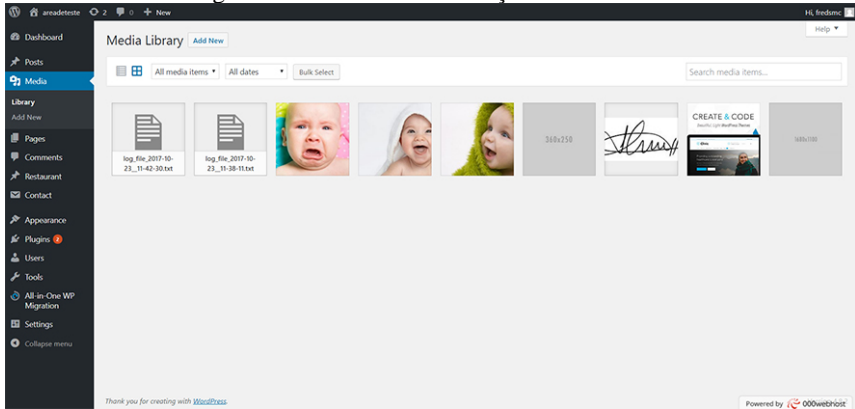 areadeteste 2 0 + New
Hi, fredsmc
Help
Dashboard
Posts
Media
Library
Add New
Pages
Comments
Restaurant
Contact
Appearance
Plugins 2
Users
Tools
All-in-One WP
Migration
Settings
Collapse menu
Media Library Add New
All media items All dates Bulk Select
Search media items...
log_file_2017-10-
23__11-42-30.txt
log_file_2017-10-
23__11-38-11.txt
360x250
CREATE & CODE
Thank you for creating with WordPress.
Powered by 000webhost